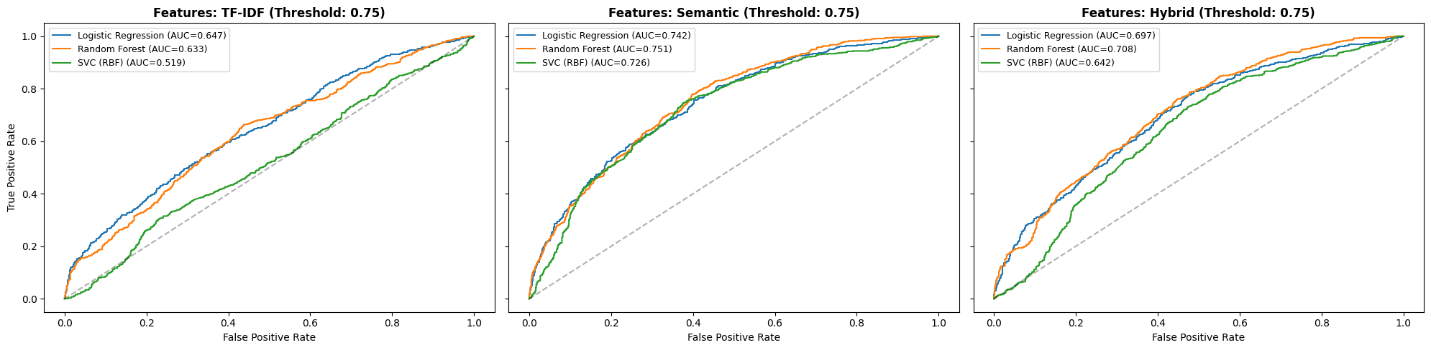 Features: TF-IDF (Threshold: 0.75)
Logistic Regression (AUC=0.647)
Random Forest (AUC=0.633)
SVC (RBF) (AUC=0.519)
True Positive Rate
1.0
0.8
0.6
0.4
0.2
0.0
0.0 0.2 0.4 0.6 0.8 1.0
False Positive Rate
Features: Semantic (Threshold: 0.75)
Logistic Regression (AUC=0.742)
Random Forest (AUC=0.751)
SVC (RBF) (AUC=0.726)
0.0 0.2 0.4 0.6 0.8 1.0
False Positive Rate
Features: Hybrid (Threshold: 0.75)
Logistic Regression (AUC=0.697)
Random Forest (AUC=0.708)
SVC (RBF) (AUC=0.642)
0.0 0.2 0.4 0.6 0.8 1.0
False Positive Rate